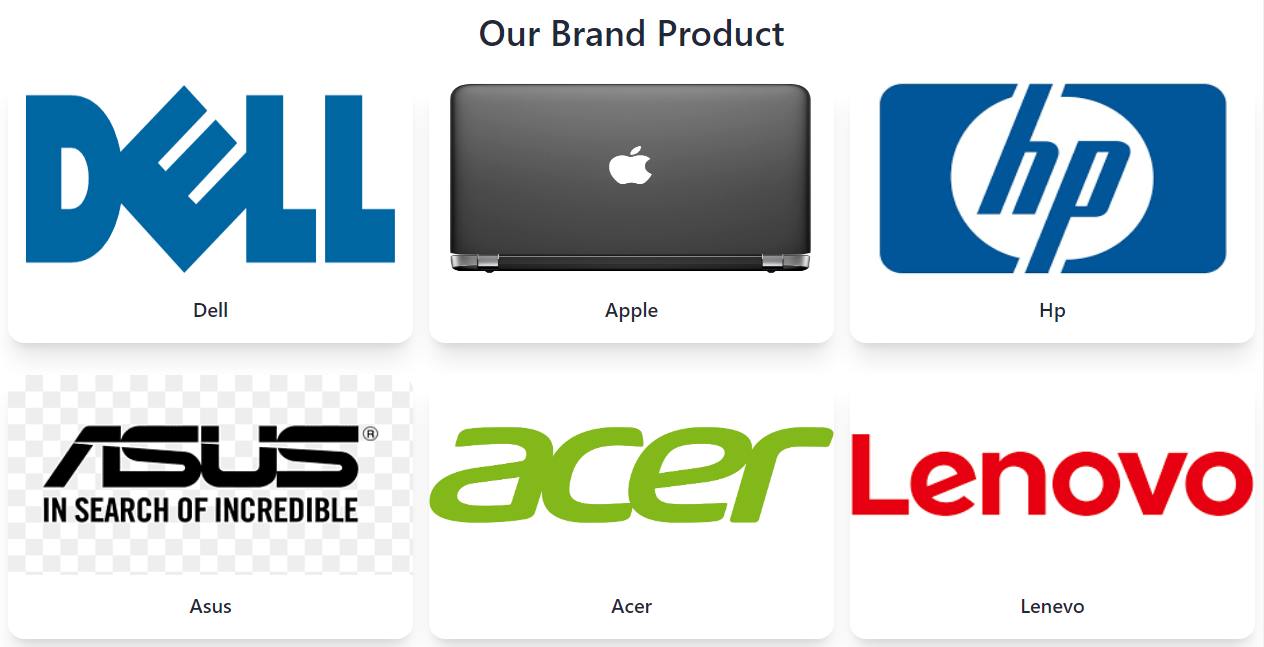 Our Brand Product
DELL
hp
Dell
Apple
Hp
ASUS®
IN SEARCH OF INCREDIBLE
acer
Lenovo
Asus
Acer
Lenevo